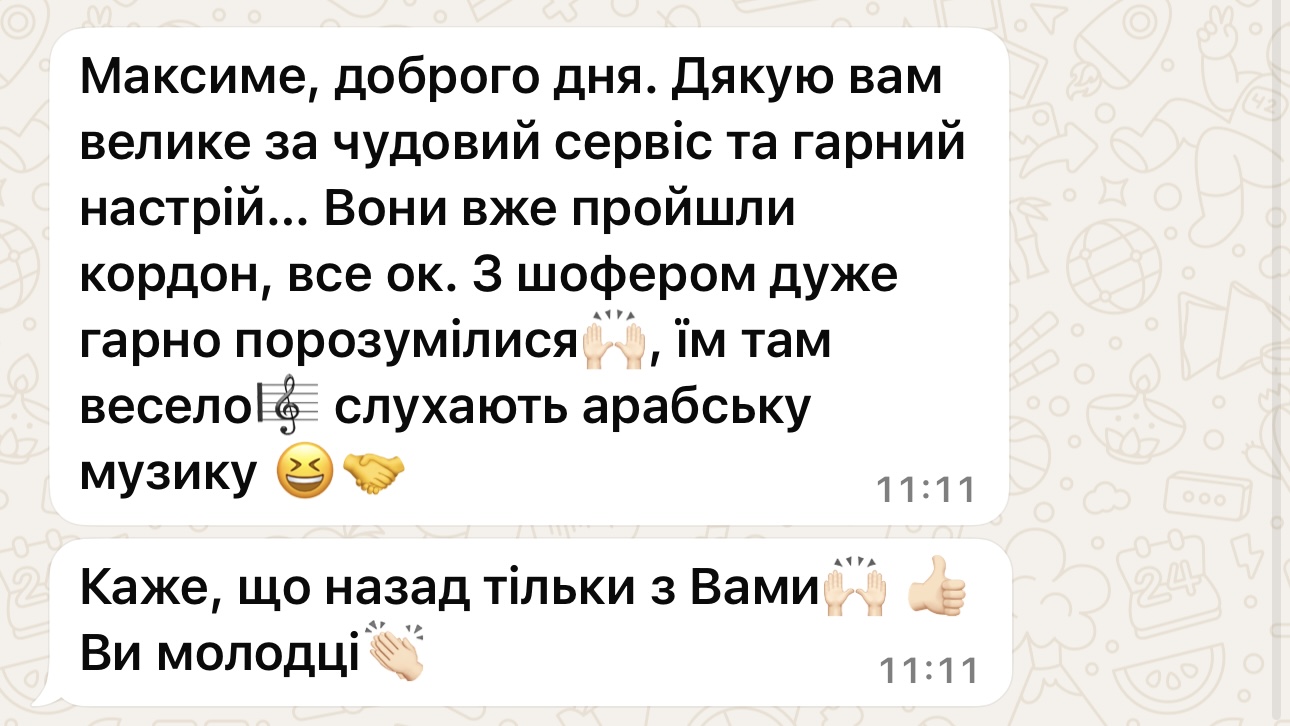 Максиме, доброго дня. Дякую вам
велике за чудовий сервіс та гарний
настрій... Вони вже пройшли
кордон, все ок. З шофером дуже
гарно порозумілися🙌🏻, їм там
весело🎼 слухають арабську
музику 😆🤝
11:11
Каже, що назад тільки з Вами🙌🏻 👍🏻
Ви молодці👏🏻
11:11